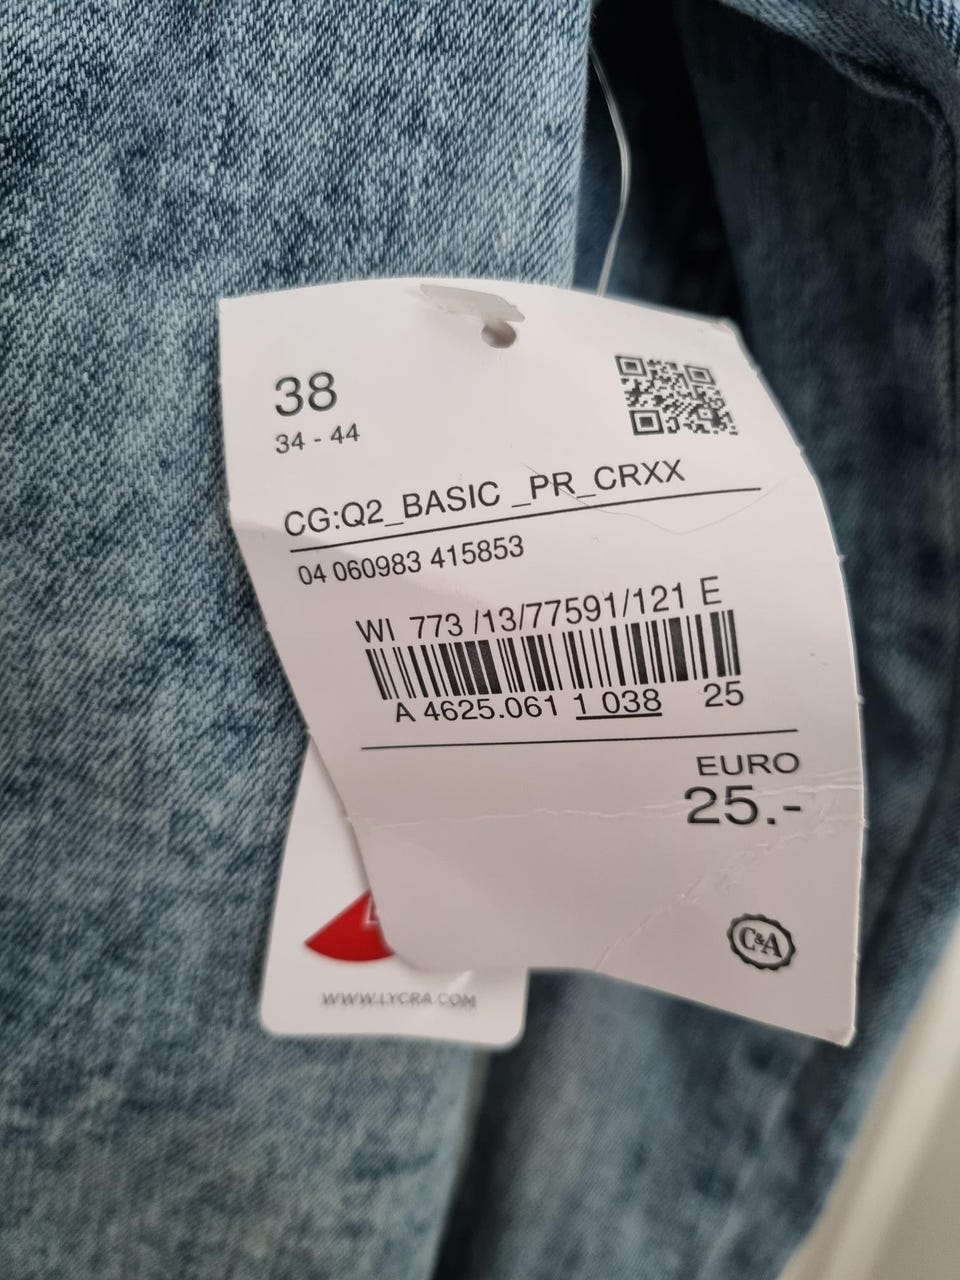 38
34 - 44
CG:Q2_BASIC _PR_CRXX
04 060983 415853
WI 773 /13/77591/121 E
A 4625.061 1 038 25
EURO
25.-
C&A
WWW.LYCRA.COM